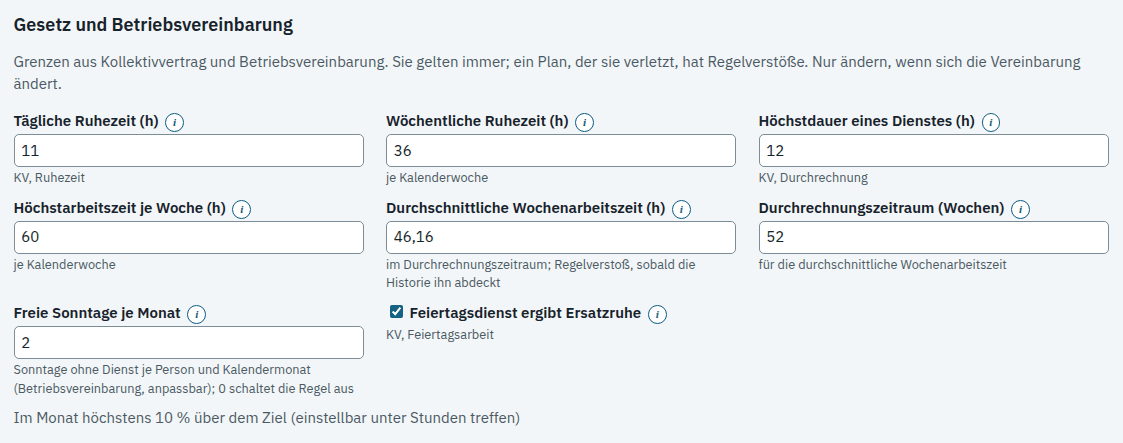 Gesetz und Betriebsvereinbarung
Grenzen aus Kollektivvertrag und Betriebsvereinbarung. Sie gelten immer; ein Plan, der sie verletzt, hat Regelverstöße. Nur ändern, wenn sich die Vereinbarung
ändert.
Tägliche Ruhezeit (h) i
11
KV, Ruhezeit
Wöchentliche Ruhezeit (h) i
36
je Kalenderwoche
Höchstdauer eines Dienstes (h) i
12
KV, Durchrechnung
Höchstarbeitszeit je Woche (h) i
60
je Kalenderwoche
Durchschnittliche Wochenarbeitszeit (h) i
46,16
im Durchrechnungszeitraum; Regelverstoß, sobald die
Historie ihn abdeckt
Durchrechnungszeitraum (Wochen) i
52
für die durchschnittliche Wochenarbeitszeit
Freie Sonntage je Monat i
2
Sonntage ohne Dienst je Person und Kalendermonat
(Betriebsvereinbarung, anpassbar); 0 schaltet die Regel aus
Feiertagsdienst ergibt Ersatzruhe i
KV, Feiertagsarbeit
Im Monat höchstens 10 % über dem Ziel (einstellbar unter Stunden treffen)